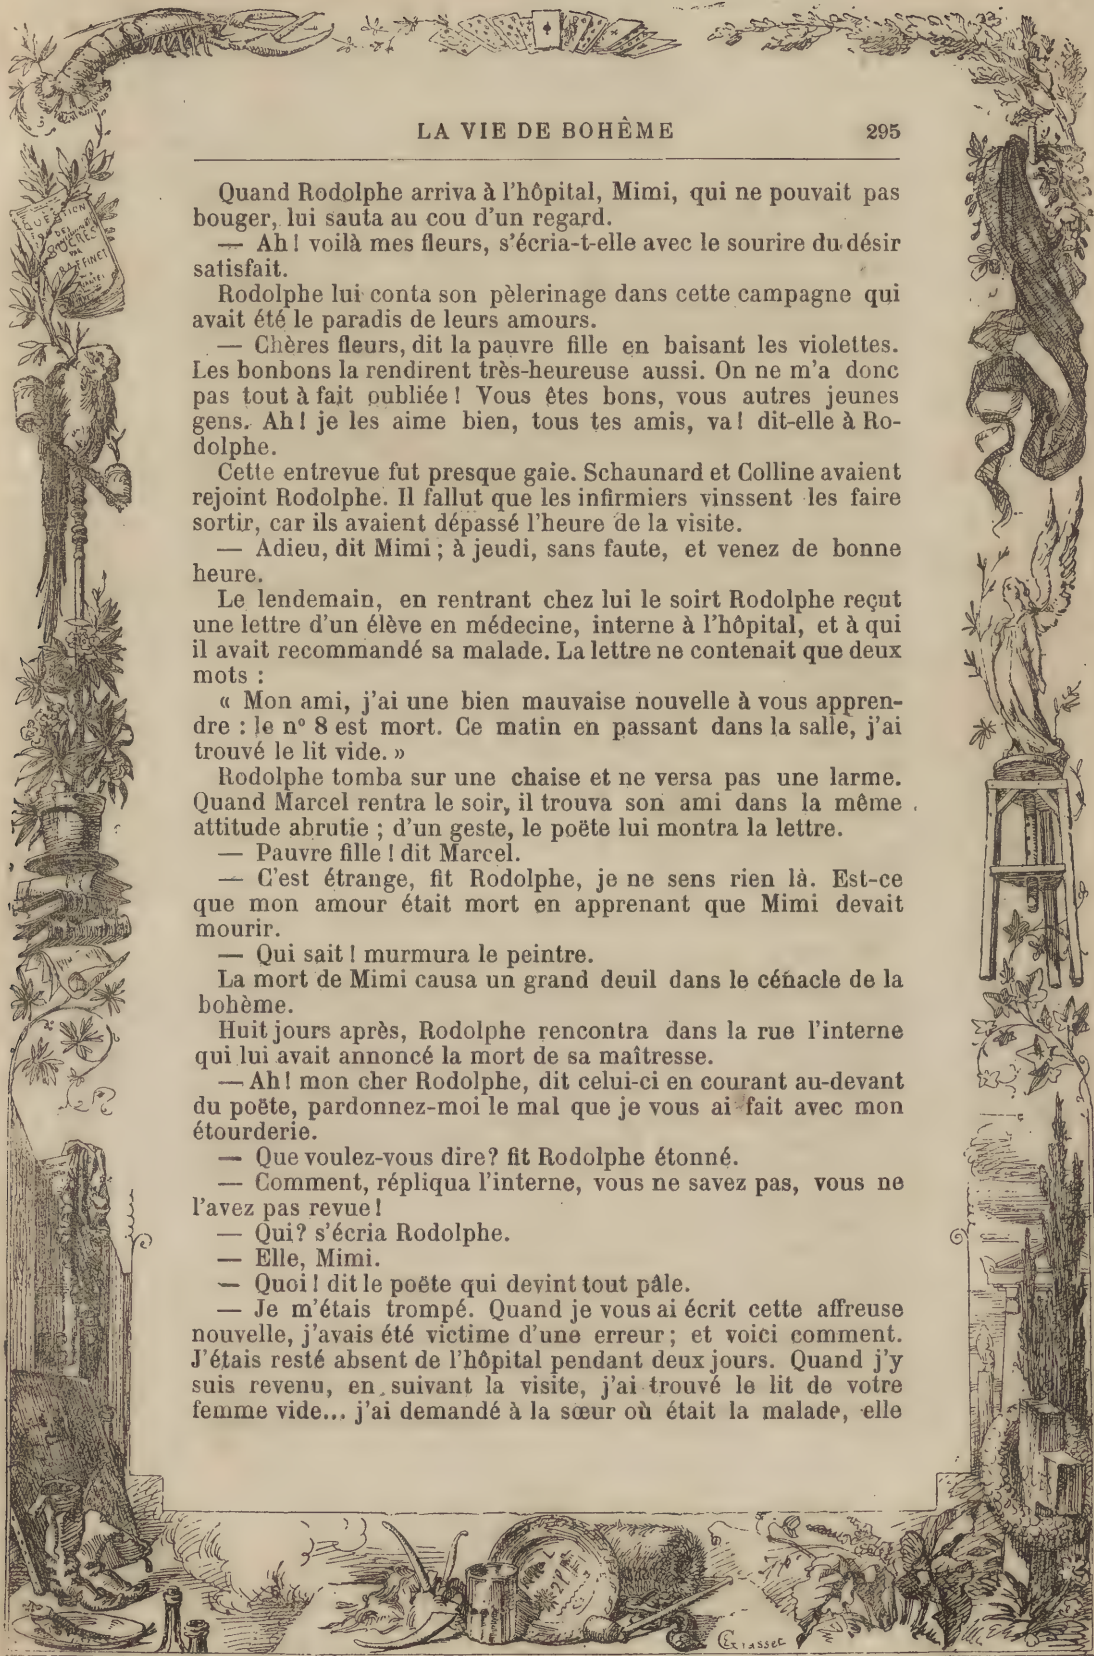 LA VIE DE BOHÊME 295
Quand Rodolphe arriva à l'hôpital, Mimi, qui ne pouvait pas
bouger, lui sauta au cou d'un regard.
— Ah! voilà mes fleurs, s'écria-t-elle avec le sourire du désir
satisfait.
Rodolphe lui conta son pèlerinage dans cette campagne qui
avait été le paradis de leurs amours.
— Chères fleurs, dit la pauvre fille en baisant les violettes.
Les bonbons la rendirent très-heureuse aussi. On ne m'a donc
pas tout à fait oubliée! Vous êtes bons, vous autres jeunes
gens. Ah! je les aime bien, tous tes amis, va! dit-elle à Ro-
dolphe.
Cette entrevue fut presque gaie. Schaunard et Colline avaient
rejoint Rodolphe. Il fallut que les infirmiers vinssent les faire
sortir, car ils avaient dépassé l'heure de la visite.
— Adieu, dit Mimi; à jeudi, sans faute, et venez de bonne
heure.
Le lendemain, en rentrant chez lui le soirt Rodolphe reçut
une lettre d'un élève en médecine, interne à l'hôpital, et à qui
il avait recommandé sa malade. La lettre ne contenait que deux
mots :
« Mon ami, j'ai une bien mauvaise nouvelle à vous appren-
dre : le n° 8 est mort. Ce matin en passant dans la salle, j'ai
trouvé le lit vide. »
Rodolphe tomba sur une chaise et ne versa pas une larme.
Quand Marcel rentra le soir, il trouva son ami dans la même
attitude abrutie ; d'un geste, le poëte lui montra la lettre.
— Pauvre fille ! dit Marcel.
— C'est étrange, fit Rodolphe, je ne sens rien là. Est-ce
que mon amour était mort en apprenant que Mimi devait
mourir.
— Qui sait ! murmura le peintre.
La mort de Mimi causa un grand deuil dans le cénacle de la
bohème.
Huit jours après, Rodolphe rencontra dans la rue l'interne
qui lui avait annoncé la mort de sa maîtresse.
— Ah! mon cher Rodolphe, dit celui-ci en courant au-devant
du poëte, pardonnez-moi le mal que je vous ai fait avec mon
étourderie.
— Que voulez-vous dire? fit Rodolphe étonné.
— Comment, répliqua l'interne, vous ne savez pas, vous ne
l'avez pas revue!
— Qui? s'écria Rodolphe.
— Elle, Mimi.
— Quoi! dit le poëte qui devint tout pâle.
— Je m'étais trompé. Quand je vous ai écrit cette affreuse
nouvelle, j'avais été victime d'une erreur; et voici comment.
J'étais resté absent de l'hôpital pendant deux jours. Quand j'y
suis revenu, en suivant la visite, j'ai trouvé le lit de votre
femme vide... j'ai demandé à la sœur où était la malade, elle